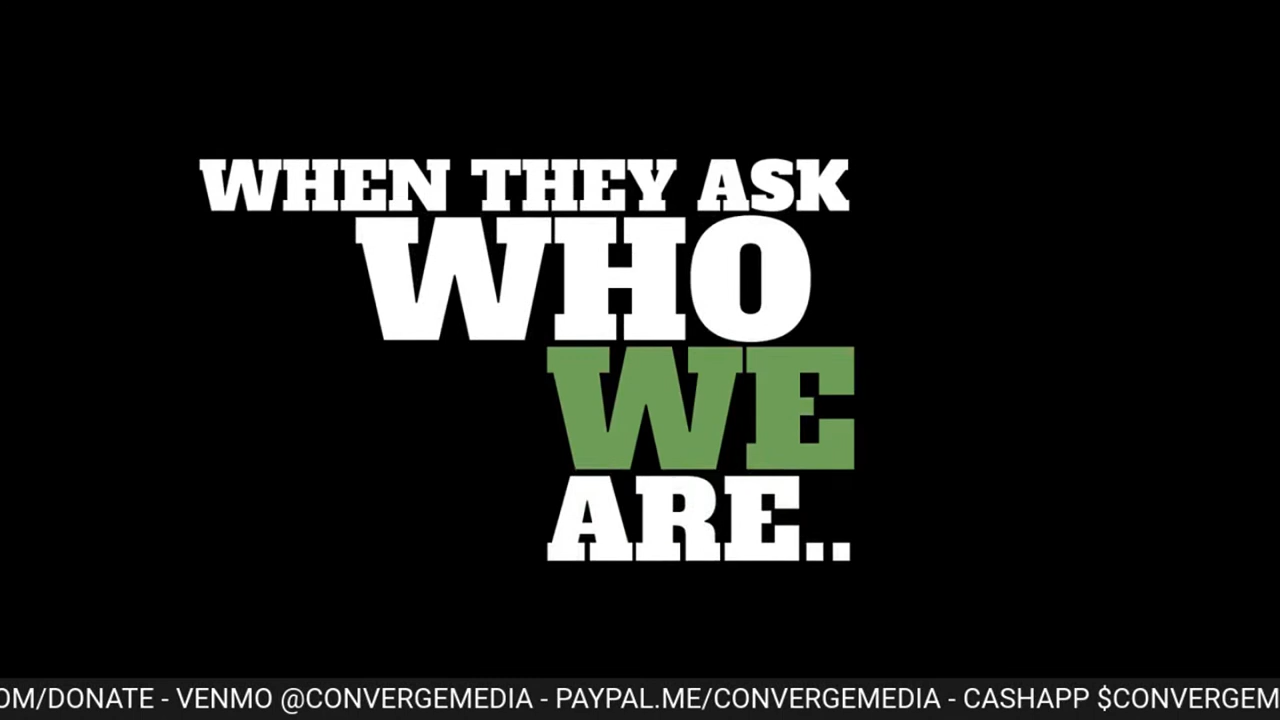 WHEN THEY ASK
WHO
WE
ARE..
OM/DONATE - VENMO @CONVERGEMEDIA - PAYPAL.ME/CONVERGEMEDIA - CASHAPP $CONVERGEM